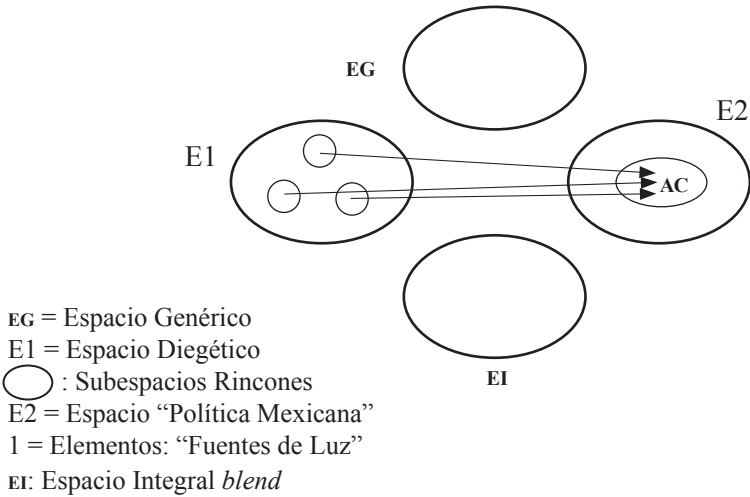 EG
E2
E1
AC
EG = Espacio Genérico
E1 = Espacio Diegético
: Subespacios Rincones
EI
E2 = Espacio “Política Mexicana”
1 = Elementos: “Fuentes de Luz”
EI: Espacio Integral blend